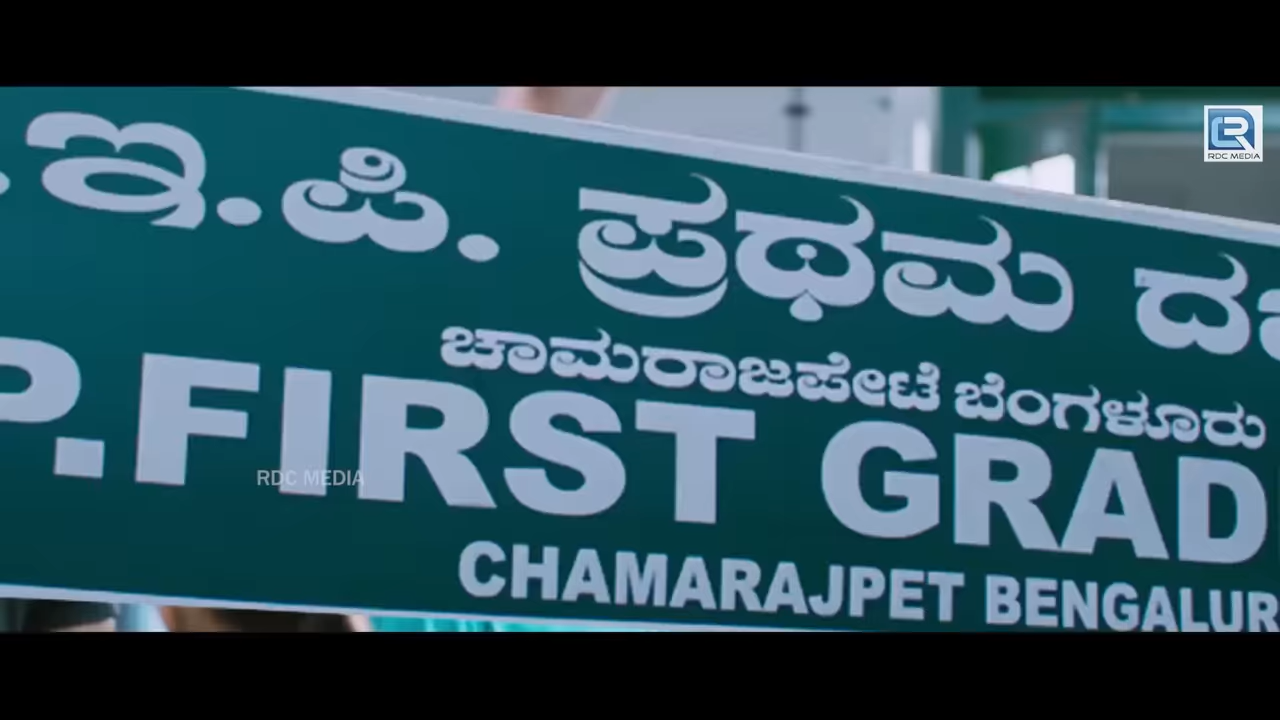 .ಇ.ಪಿ. ಪ್ರಥಮ
ಚಾಮರಾಜಪೇಟೆ ಬೆಂಗಳೂರು
P.FIRST GRAD
CHAMARAJPET BENGALUR
RDC MEDIA
RDC MEDIA